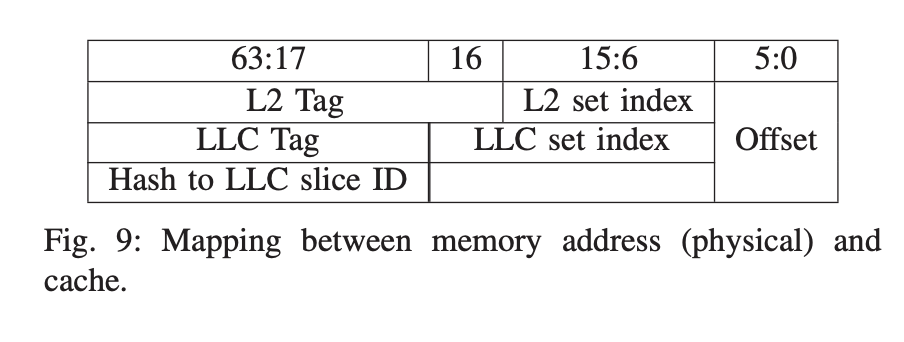 63:17 16 15:6 5:0
L2 Tag L2 set index
LLC Tag LLC set index Offset
Hash to LLC slice ID
Fig. 9: Mapping between memory address (physical) and
cache.